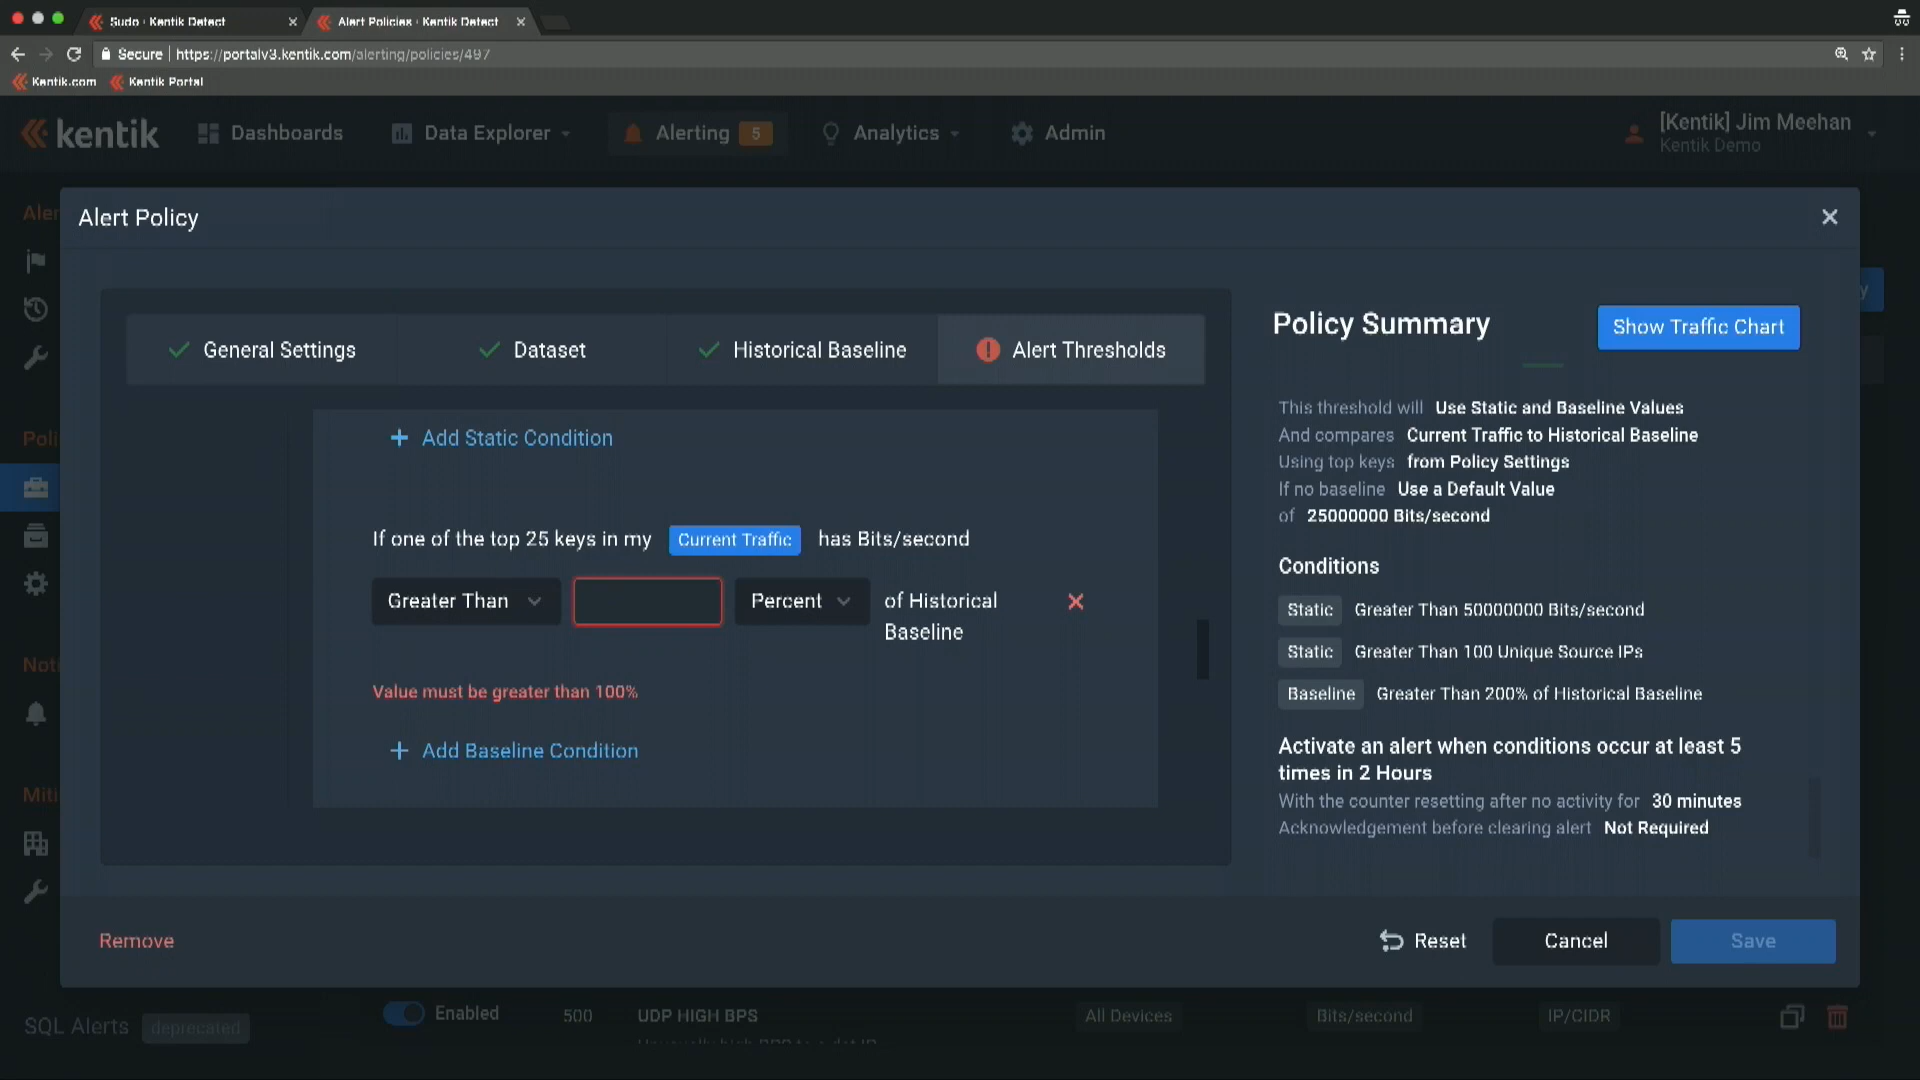 Sudo · Kentik Detect
Alert Policies · Kentik Detect
Secure
https://portalv3.kentik.com/alerting/policies/497
Kentik.com
Kentik Portal
kentik
Dashboards
Data Explorer
Alerting 5
Analytics
Admin
[Kentik] Jim Meehan
Kentik Demo
Aler
Poli
Noti
Miti
y
Alert Policy
General Settings
Dataset
Historical Baseline
Alert Thresholds
+ Add Static Condition
If one of the top 25 keys in my Current Traffic has Bits/second
Greater Than
Percent
of Historical
Baseline
Value must be greater than 100%
+ Add Baseline Condition
Policy Summary
Show Traffic Chart
This threshold will Use Static and Baseline Values
And compares Current Traffic to Historical Baseline
Using top keys from Policy Settings
If no baseline Use a Default Value
of 25000000 Bits/second
Conditions
Static Greater Than 50000000 Bits/second
Static Greater Than 100 Unique Source IPs
Baseline Greater Than 200% of Historical Baseline
Activate an alert when conditions occur at least 5
times in 2 Hours
With the counter resetting after no activity for 30 minutes
Acknowledgement before clearing alert Not Required
Remove
Reset
Cancel
Save
SQL Alerts deprecated
Enabled
500
UDP HIGH BPS
All Devices
Bits/second
IP/CIDR